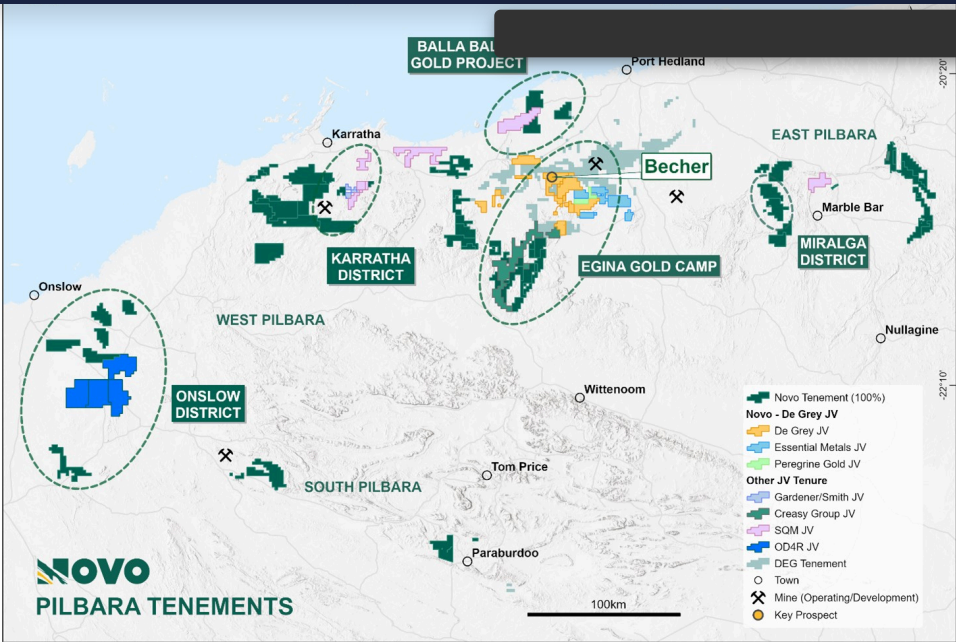 BALLA
GOLD PROJECT
Port Hedland
-20°20'
Karratha
EAST PILBARA
Becher
Marble Bar
KARRATHA
DISTRICT
EGINA GOLD CAMP
MIRALGA
DISTRICT
Onslow
WEST PILBARA
Nullagine
-22°10'
ONSLOW
DISTRICT
Wittenoom
Tom Price
SOUTH PILBARA
Paraburdoo
Novo Tenement (100%)
Novo - De Grey JV
De Grey JV
Essential Metals JV
Peregrine Gold JV
Other JV Tenure
Gardener/Smith JV
Creasy Group JV
SQM JV
OD4R JV
DEG Tenement
Town
Mine (Operating/Development)
Key Prospect
NOVO
PILBARA TENEMENTS
100km